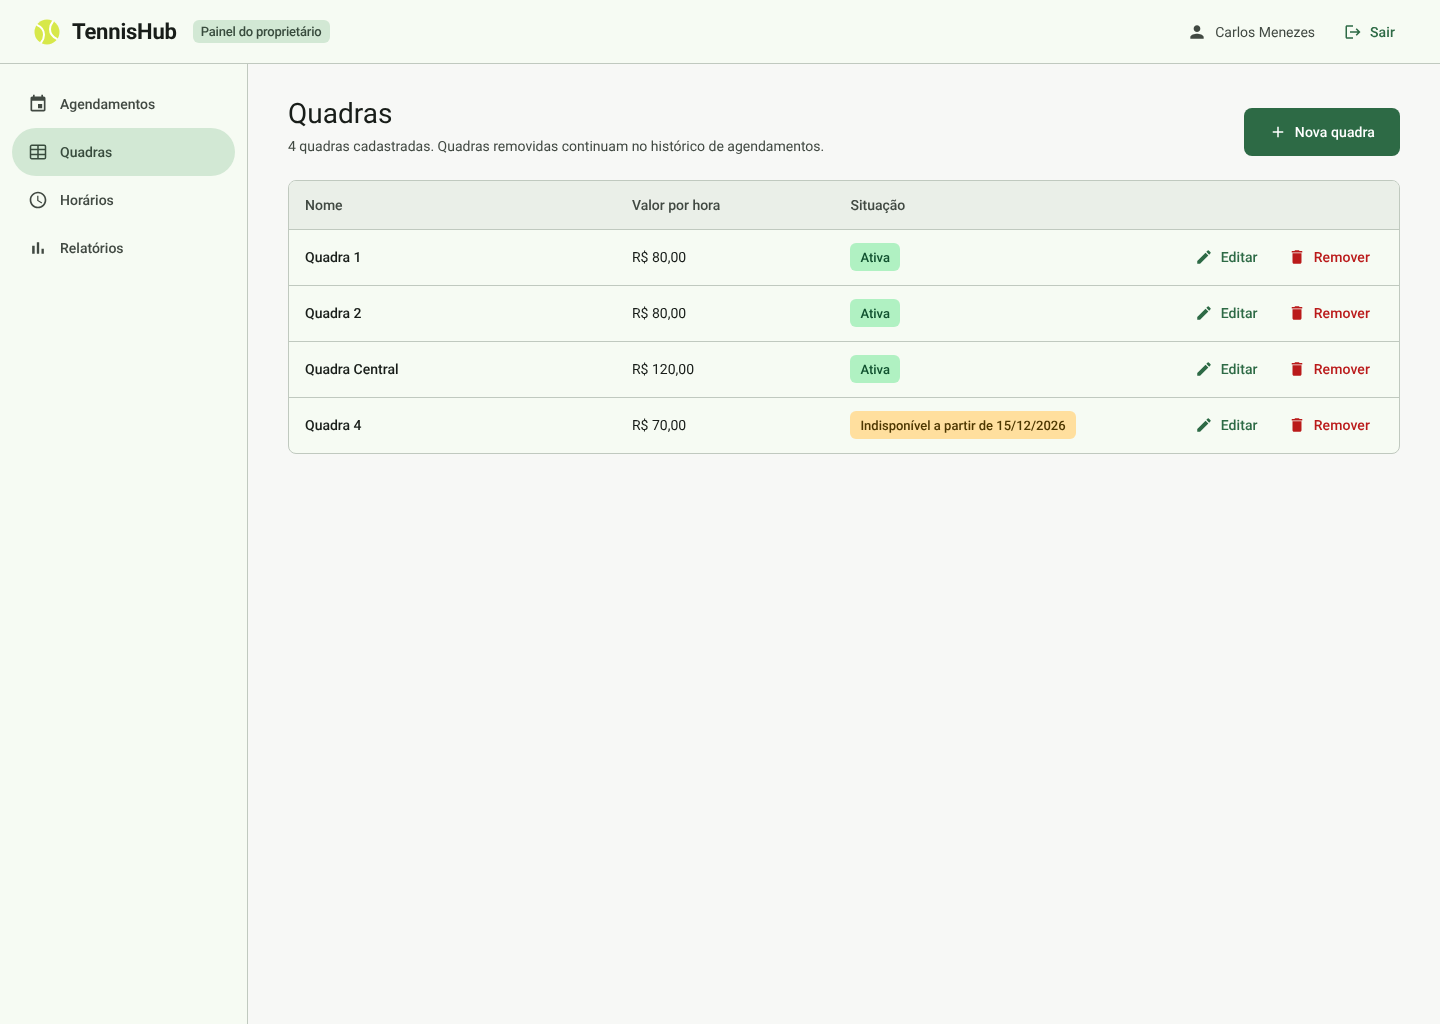 TennisHub Painel do proprietário Carlos Menezes Sair
Agendamentos
Quadras
Horários
Relatórios
Quadras
4 quadras cadastradas. Quadras removidas continuam no histórico de agendamentos.
Nova quadra
Nome Valor por hora Situação
Quadra 1 R$ 80,00 Ativa Editar Remover
Quadra 2 R$ 80,00 Ativa Editar Remover
Quadra Central R$ 120,00 Ativa Editar Remover
Quadra 4 R$ 70,00 Indisponível a partir de 15/12/2026 Editar Remover